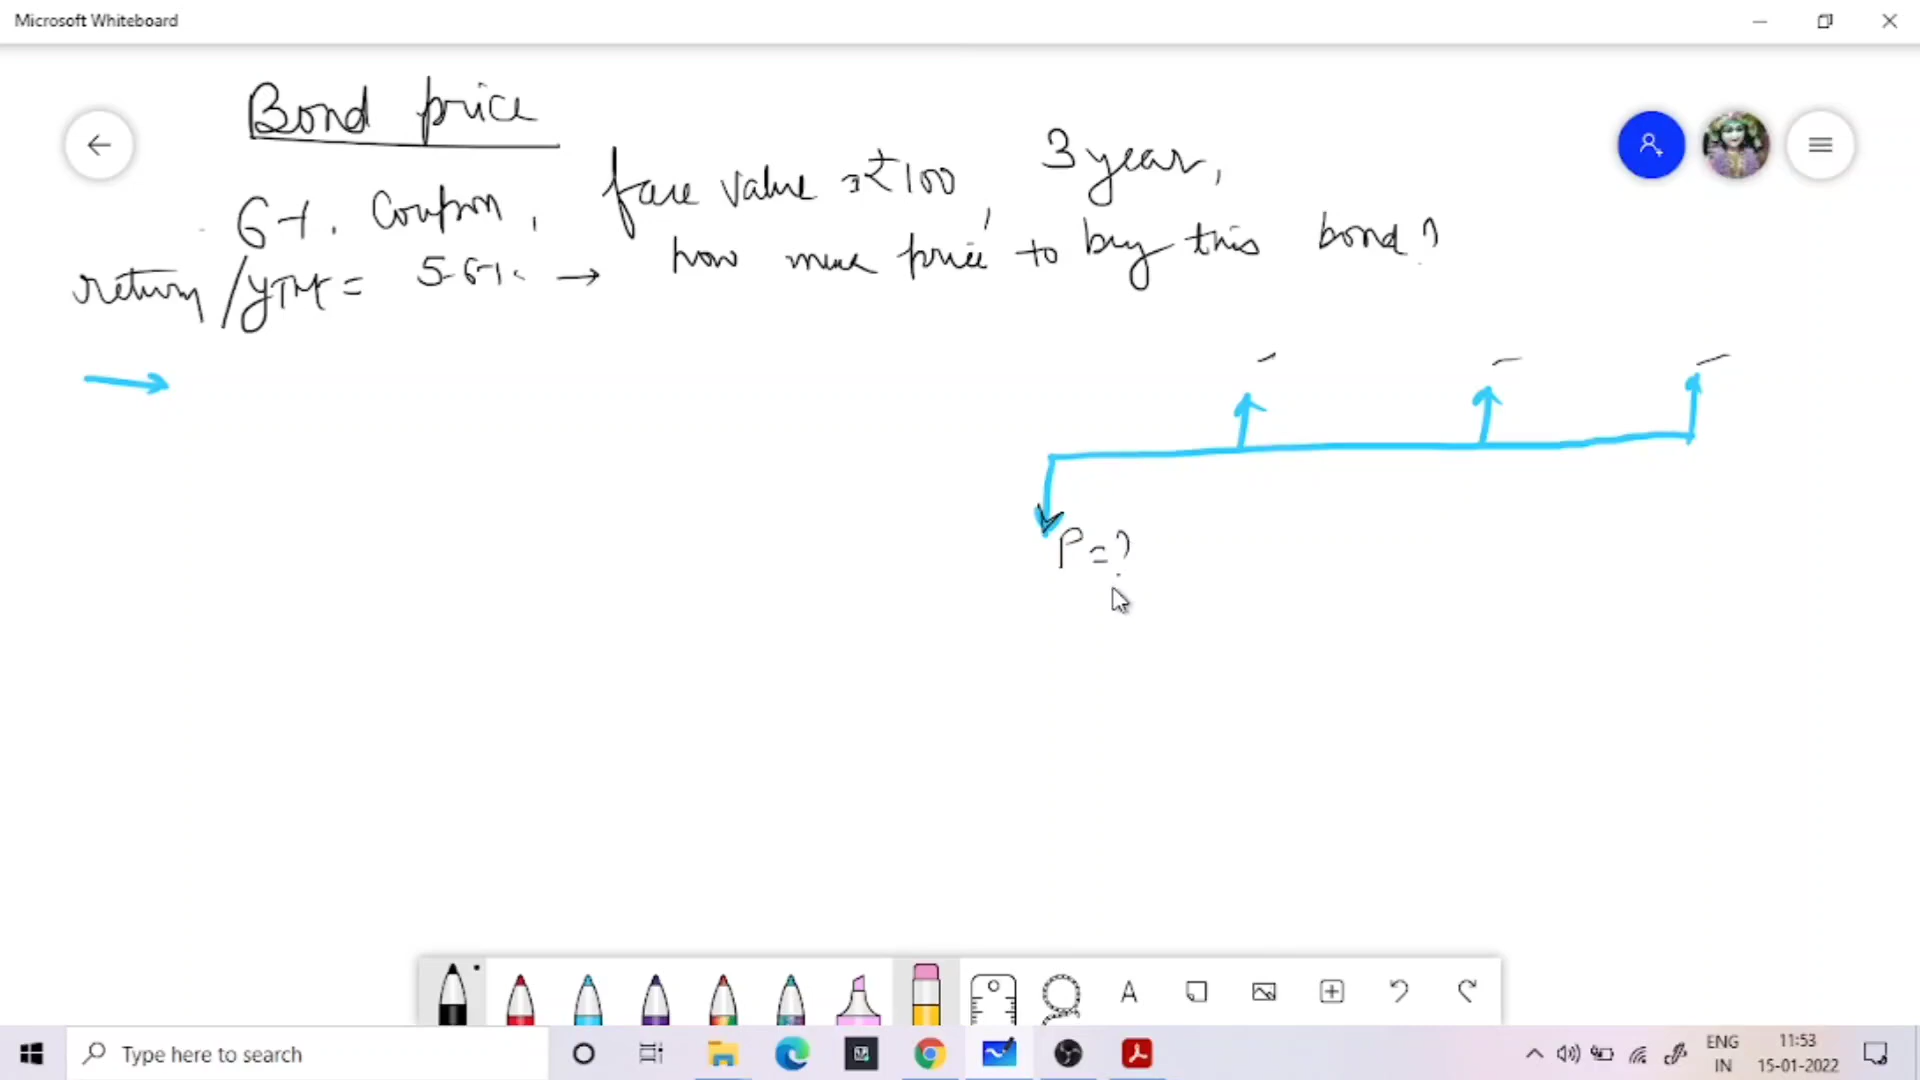 Microsoft Whiteboard
Bond price
6%. Coupon, face value = ₹100, 3 year,
return/YTM = 5.6%. → how much price to buy this bond?
P=?
A
Type here to search
ENG
IN
11:53
15-01-2022